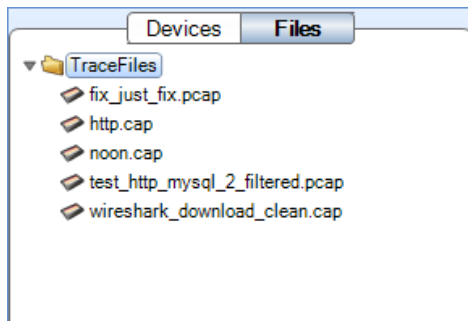 Devices Files
TraceFiles
fix_just_fix.pcap
http.cap
noon.cap
test_http_mysql_2_filtered.pcap
wireshark_download_clean.cap